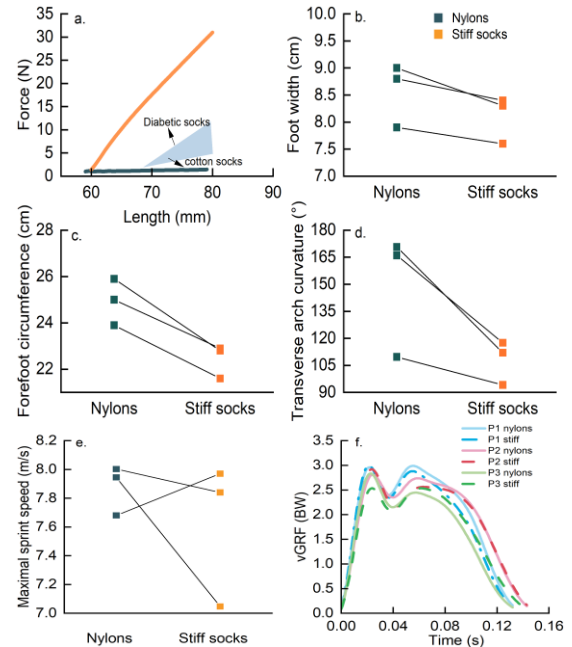 a.
Force (N)
35
30
25
20
15
10
5
0
Diabetic socks
cotton socks
60
70
80
90
Length (mm)
b.
Nylons
Stiff socks
Foot width (cm)
10.0
9.5
9.0
8.5
8.0
7.5
7.0
Nylons
Stiff socks
c.
Forefoot circumference (cm)
28
26
24
22
Nylons
Stiff socks
d.
Transverse arch curvature (°)
210
180
150
120
90
Nylons
Stiff socks
e.
Maximal sprint speed (m/s)
8.2
8.0
7.8
7.6
7.4
7.2
7.0
Nylons
Stiff socks
f.
P1 nylons
P1 stiff
P2 nylons
P2 stiff
P3 nylons
P3 stiff
vGRF (BW)
3.5
3.0
2.5
2.0
1.5
1.0
0.5
0.0
0.00
0.04
0.08
0.12
0.16
Time (s)